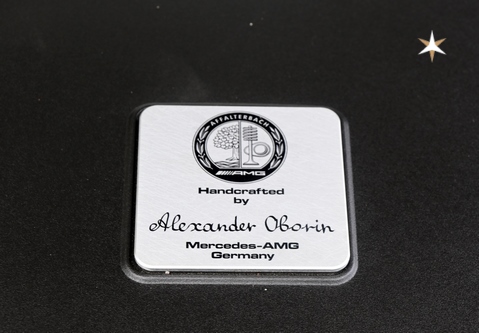 AFFALTERBACH
AMG
Handcrafted
by
Alexander Oborin
Mercedes-AMG
Germany